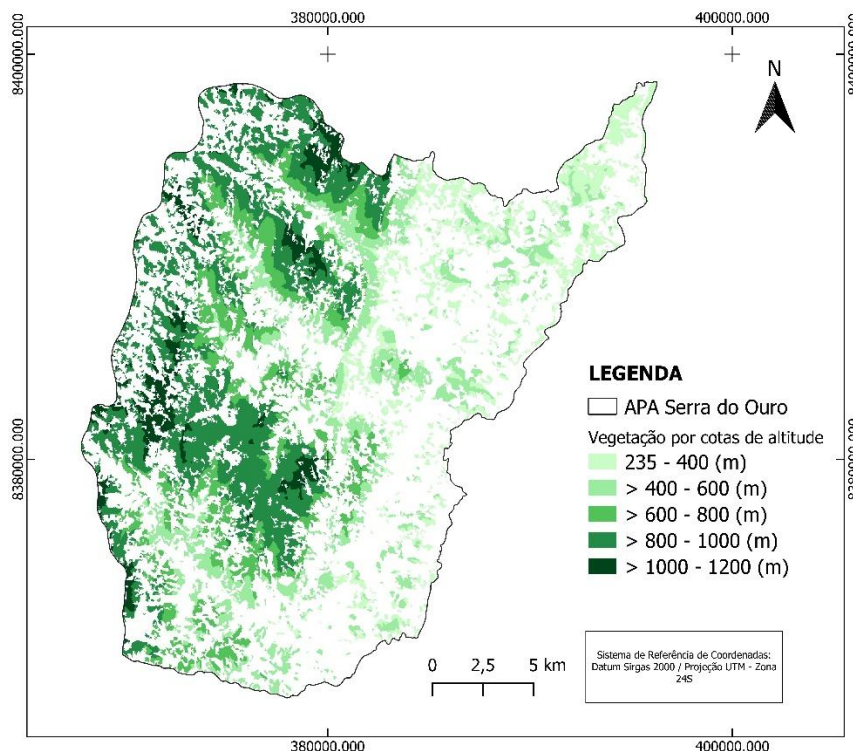 380000.000
400000.000
8400000.000
8400000.000
N
LEGENDA
APA Serra do Ouro
Vegetação por cotas de altitude
235 - 400 (m)
> 400 - 600 (m)
> 600 - 800 (m)
> 800 - 1000 (m)
> 1000 - 1200 (m)
8380000.000
8380000.000
0 2,5 5 km
Sistema de Referência de Coordenadas:
Datum Sirgas 2000 / Projeção UTM - Zona
24S
380000.000
400000.000